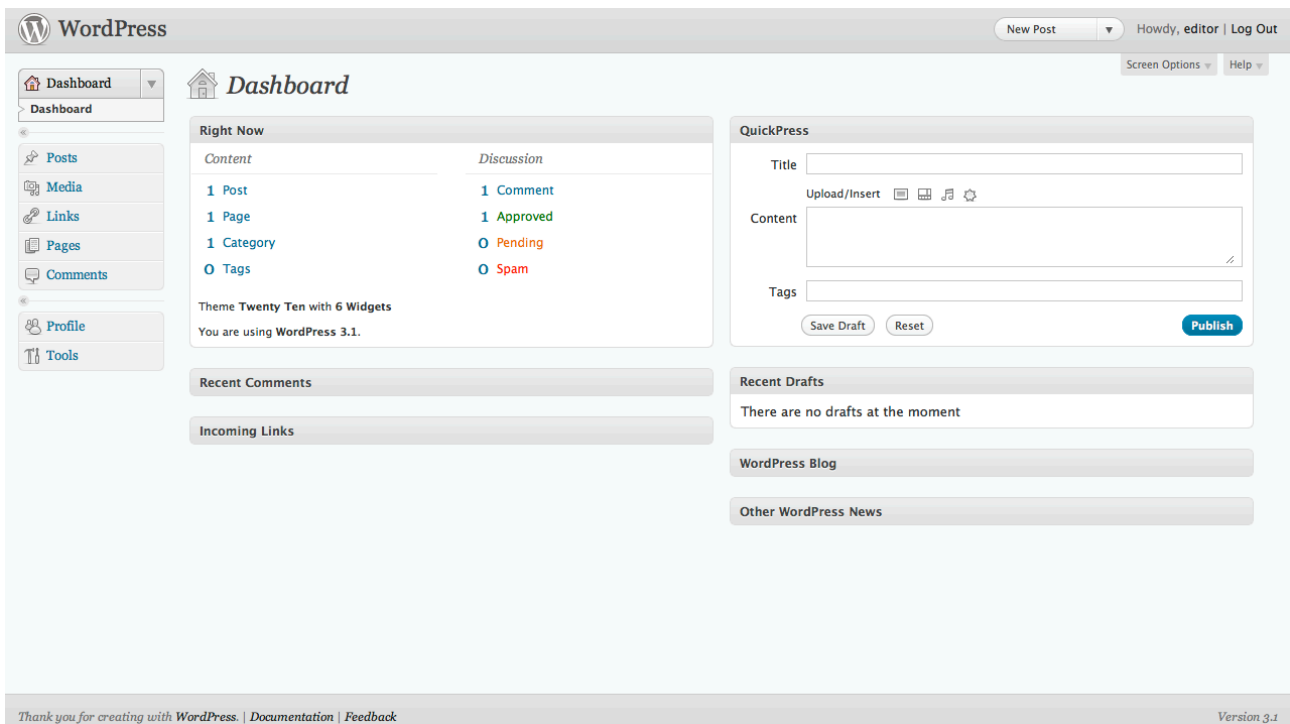 WordPress
New Post
Howdy, editor | Log Out
Screen Options
Help
Dashboard
Dashboard
Posts
Media
Links
Pages
Comments
Profile
Tools
Dashboard
Right Now
Content
1 Post
1 Page
1 Category
0 Tags
Discussion
1 Comment
1 Approved
0 Pending
0 Spam
Theme Twenty Ten with 6 Widgets
You are using WordPress 3.1.
Recent Comments
Incoming Links
QuickPress
Title
Upload/Insert
Content
Tags
Save Draft
Reset
Publish
Recent Drafts
There are no drafts at the moment
WordPress Blog
Other WordPress News
Thank you for creating with WordPress. | Documentation | Feedback
Version 3.1